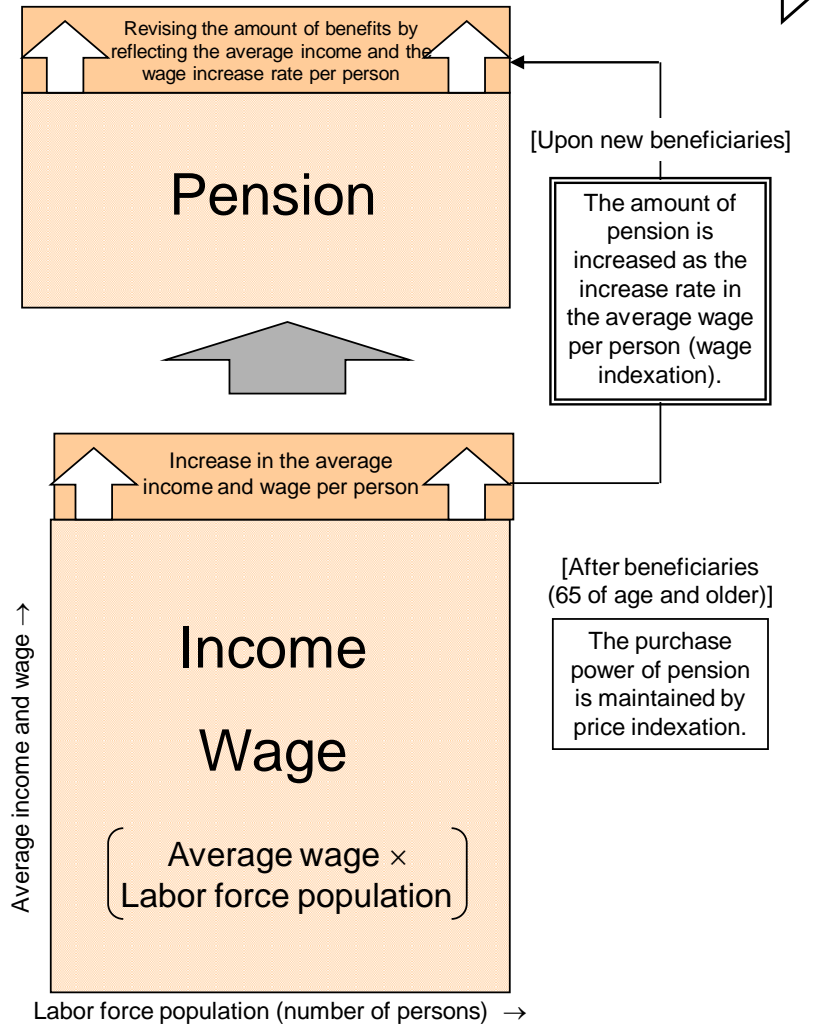 Revising the amount of benefits by
reflecting the average income and the
wage increase rate per person
Pension
[Upon new beneficiaries]
The amount of
pension is
increased as the
increase rate in
the average wage
per person (wage
indexation).
Increase in the average
income and wage per person
[After beneficiaries
(65 of age and older)]
The purchase
power of pension
is maintained by
price indexation.
Income
Wage
Average wage ×
Labor force population
Average income and wage →
Labor force population (number of persons) →